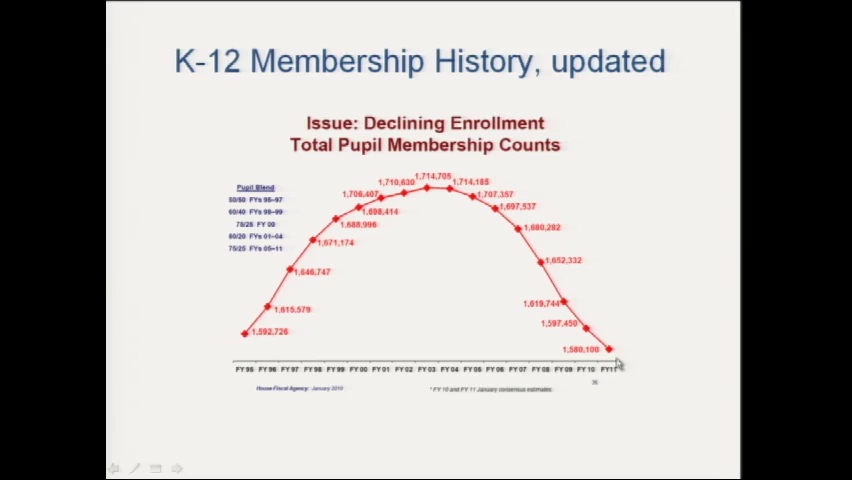 K-12 Membership History, updated
Issue: Declining Enrollment
Total Pupil Membership Counts
Pupil Blend
50/50 FYs 95–97
60/40 FYs 98–99
75/25 FY 00
80/20 FYs 01–04
75/25 FYs 05–11
1,592,726
1,615,579
1,646,747
1,671,174
1,688,996
1,698,414
1,706,407
1,710,630
1,714,705
1,714,185
1,707,357
1,697,537
1,680,282
1,652,332
1,619,744
1,597,450
1,580,100
FY 95 FY 96 FY 97 FY 98 FY 99 FY 00 FY 01 FY 02 FY 03 FY 04 FY 05 FY 06 FY 07 FY 08 FY 09 FY 10 FY11
36
House Fiscal Agency: January 2010
* FY 10 and FY 11 January consensus estimates.